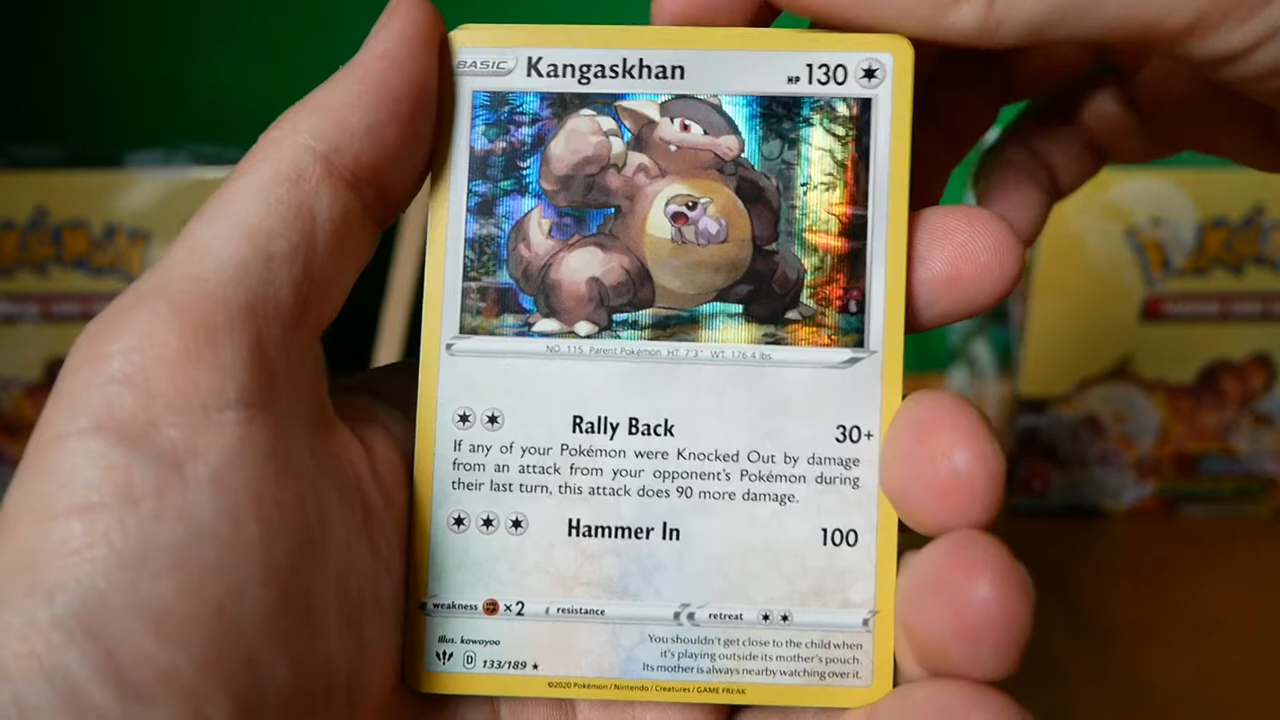 BASIC Kangaskhan HP 130
NO. 115 Parent Pokémon HT: 7'3" WT: 176.4 lbs.
Rally Back 30+
If any of your Pokémon were Knocked Out by damage
from an attack from your opponent's Pokémon during
their last turn, this attack does 90 more damage.
Hammer In 100
weakness ×2 resistance retreat
Illus. kawayoo
D 133/189
You shouldn't get close to the child when
it's playing outside its mother's pouch.
Its mother is always nearby watching over it.
©2020 Pokémon / Nintendo / Creatures / GAME FREAK
POKÉMON